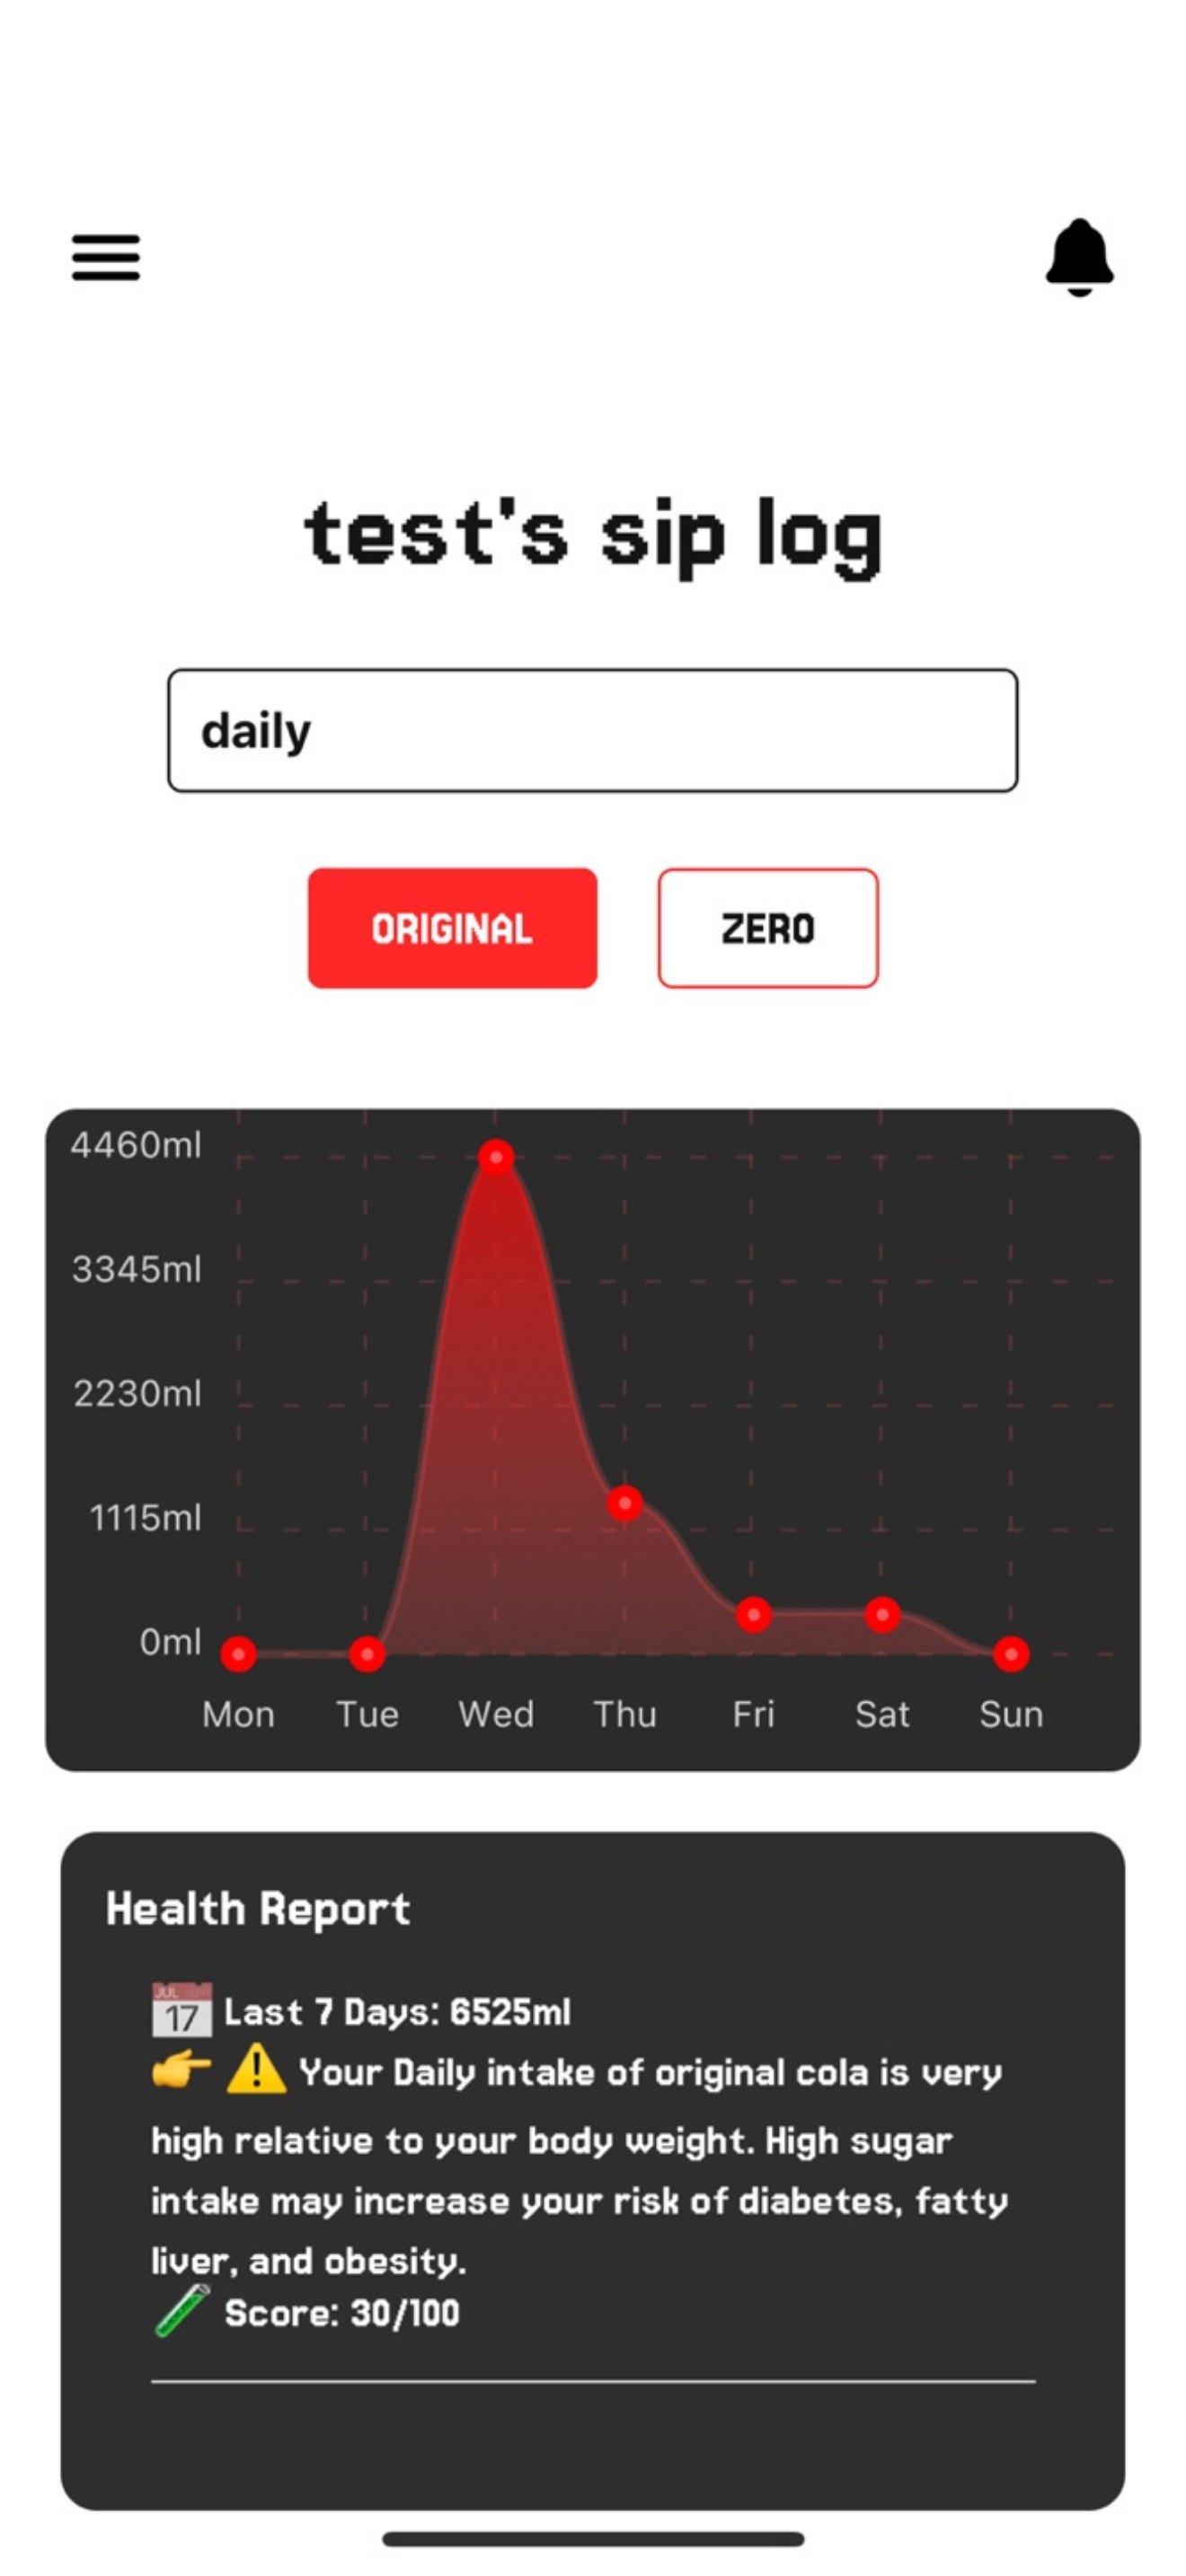 test's sip log
daily
ORIGINAL ZERO
4460ml
3345ml
2230ml
1115ml
0ml
Mon Tue Wed Thu Fri Sat Sun
Health Report
JUL
17
Last 7 Days: 6525ml
Your Daily intake of original cola is very
high relative to your body weight. High sugar
intake may increase your risk of diabetes, fatty
liver, and obesity.
Score: 30/100